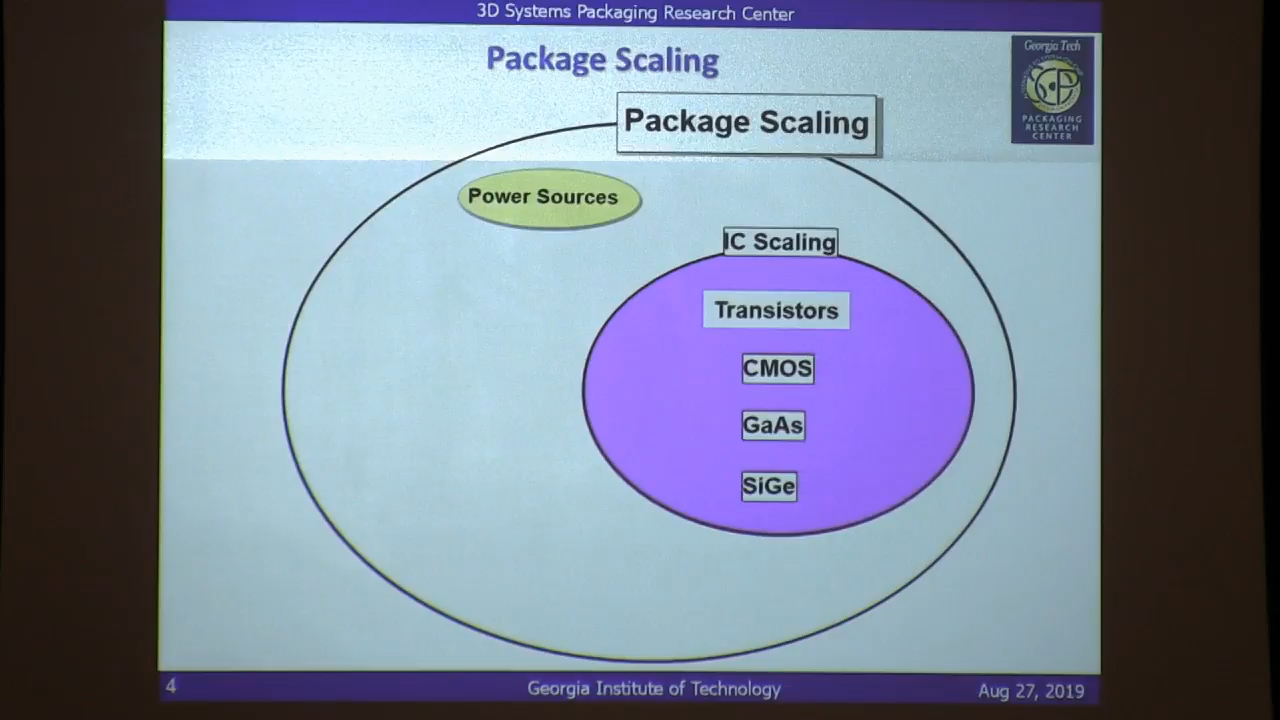 3D Systems Packaging Research Center
Package Scaling
Georgia Tech
PACKAGING
RESEARCH
CENTER
Package Scaling
Power Sources
IC Scaling
Transistors
CMOS
GaAs
SiGe
4
Georgia Institute of Technology
Aug 27, 2019